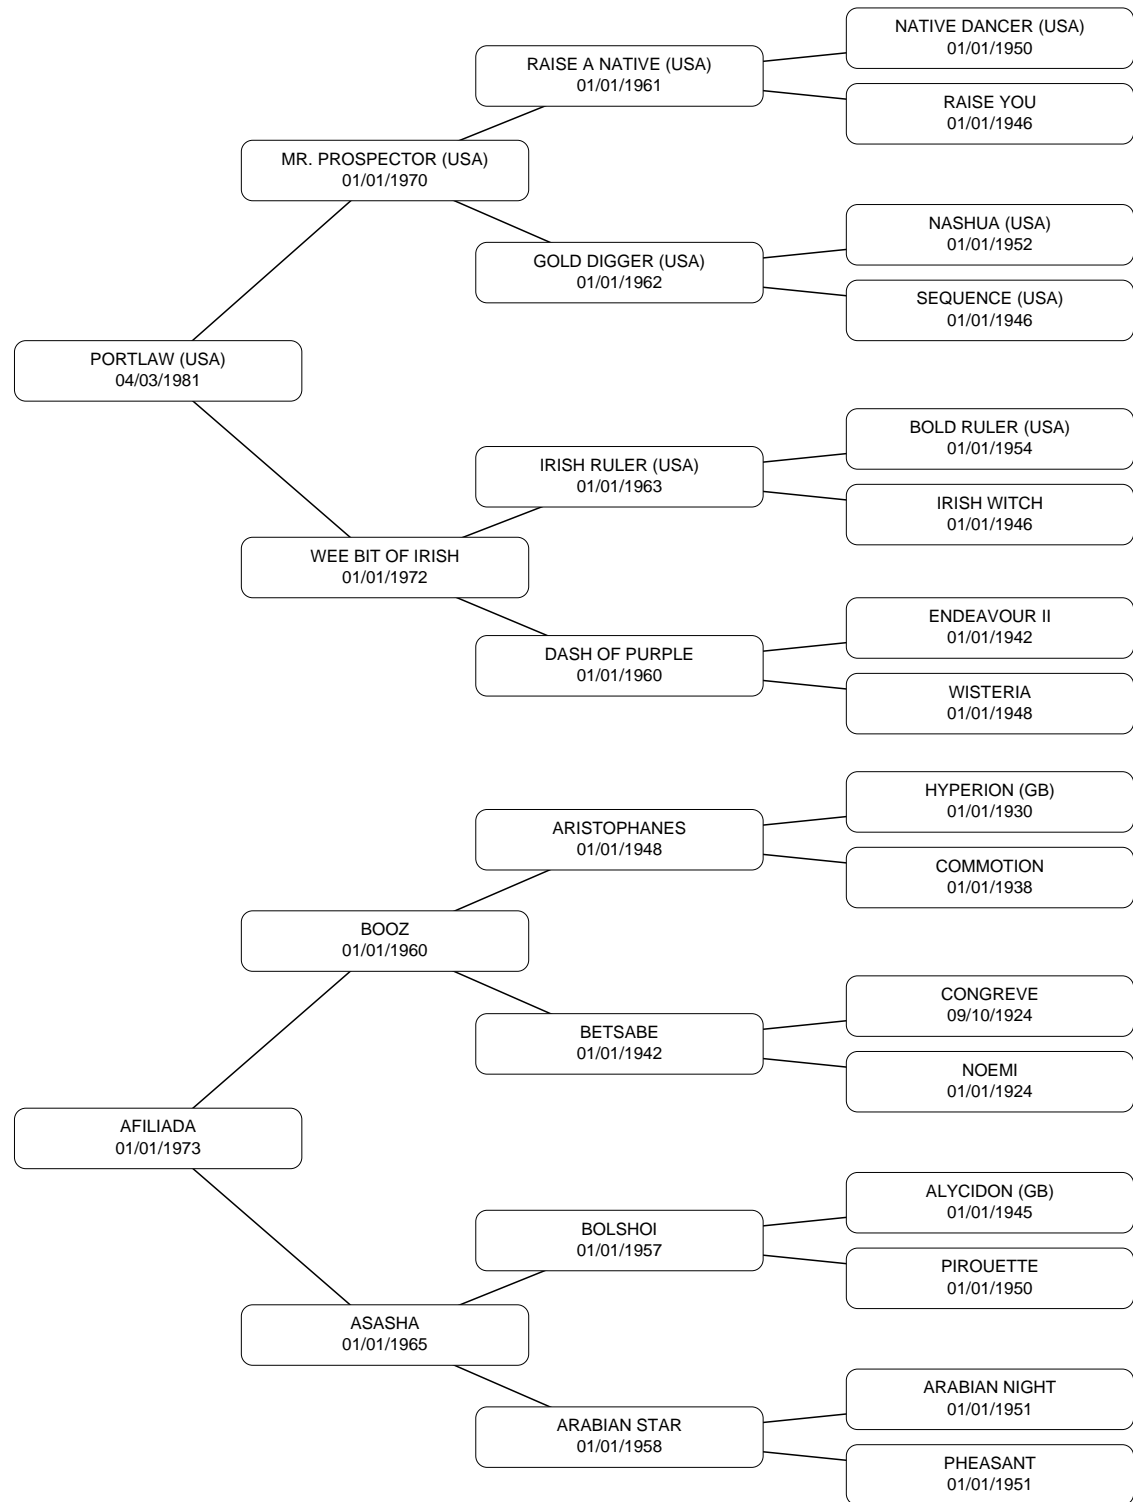 NATIVE DANCER (USA)
01/01/1950
RAISE A NATIVE (USA)
01/01/1961
RAISE YOU
01/01/1946
MR. PROSPECTOR (USA)
01/01/1970
NASHUA (USA)
01/01/1952
GOLD DIGGER (USA)
01/01/1962
SEQUENCE (USA)
01/01/1946
PORTLAW (USA)
04/03/1981
BOLD RULER (USA)
01/01/1954
IRISH RULER (USA)
01/01/1963
IRISH WITCH
01/01/1946
WEE BIT OF IRISH
01/01/1972
ENDEAVOUR II
01/01/1942
DASH OF PURPLE
01/01/1960
WISTERIA
01/01/1948
HYPERION (GB)
01/01/1930
ARISTOPHANES
01/01/1948
COMMOTION
01/01/1938
BOOZ
01/01/1960
CONGREVE
09/10/1924
BETSABE
01/01/1942
NOEMI
01/01/1924
AFILIADA
01/01/1973
ALYCIDON (GB)
01/01/1945
BOLSHOI
01/01/1957
PIROUETTE
01/01/1950
ASASHA
01/01/1965
ARABIAN NIGHT
01/01/1951
ARABIAN STAR
01/01/1958
PHEASANT
01/01/1951